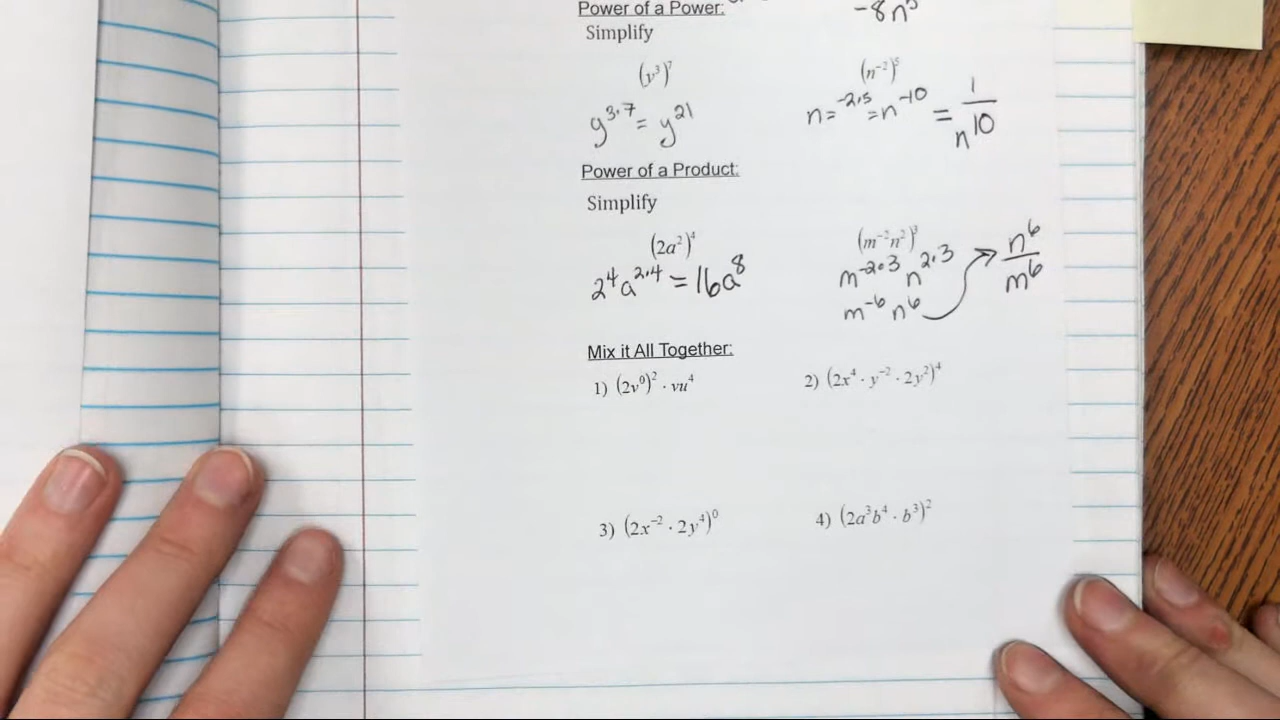 Power of a Power:
-8n
Simplify
(y³)⁷ (n⁻²)⁵
y³·⁷ = y²¹ n=⁻²·⁵ =n⁻¹⁰ = 1/n¹⁰
Power of a Product:
Simplify
(2a²)⁴ (m⁻²n²)³
2⁴a²·⁴ = 16a⁸ m⁻²·³ n²·³
m⁻⁶ n⁶ → n⁶/m⁶
Mix it All Together:
1) (2v⁰)² · vu⁴ 2) (2x⁴ · y⁻² · 2y²)⁴
3) (2x⁻² · 2y⁴)⁰ 4) (2a³b⁴ · b³)²